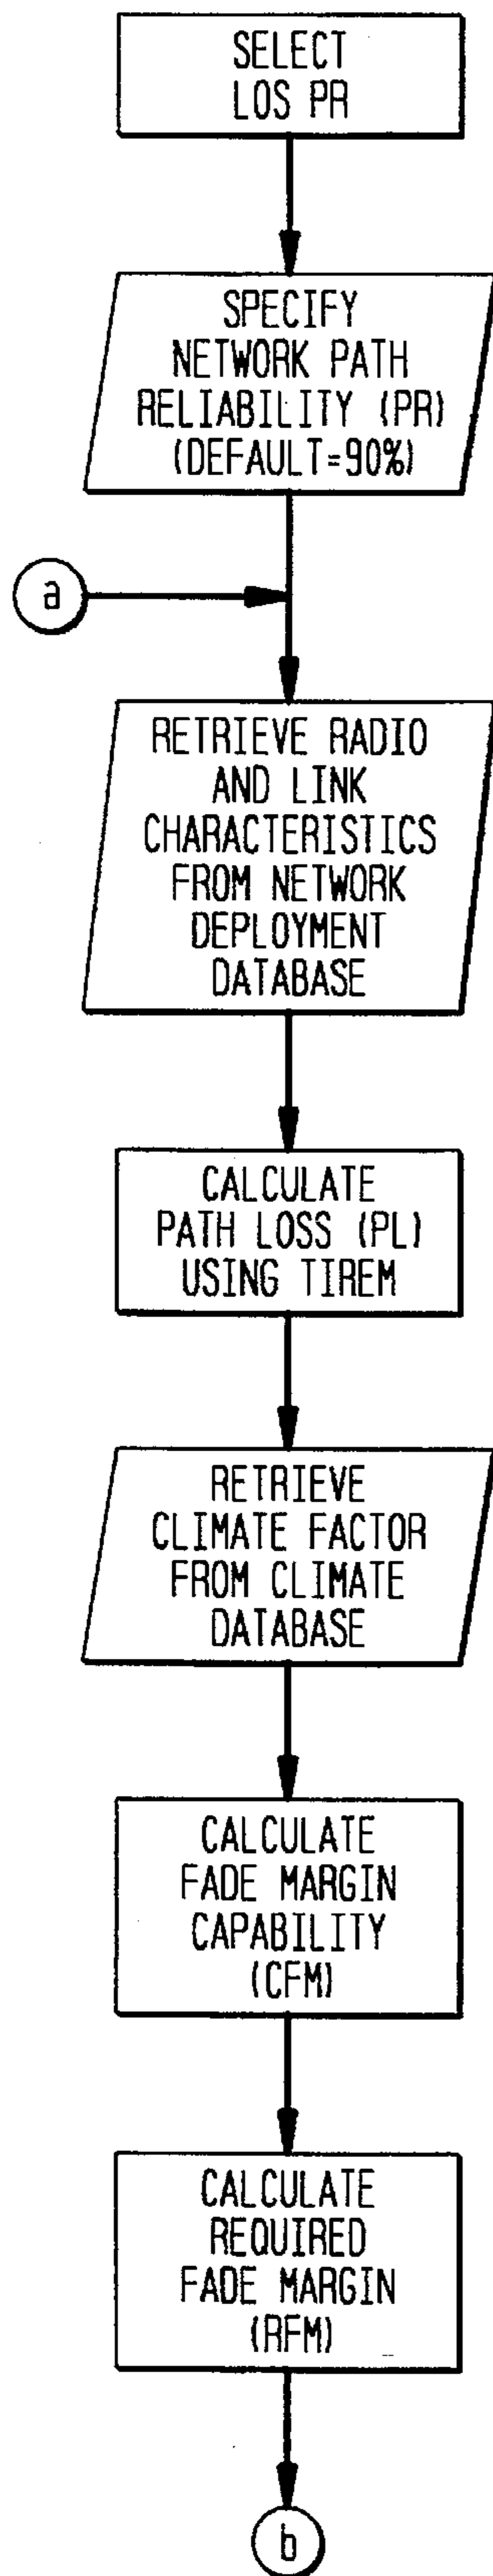 SELECT
LOS PR
SPECIFY
NETWORK PATH
RELIABILITY (PR)
(DEFAULT=90%)
a
RETRIEVE RADIO
AND LINK
CHARACTERISTICS
FROM NETWORK
DEPLOYMENT
DATABASE
CALCULATE
PATH LOSS (PL)
USING TIREM
RETRIEVE
CLIMATE FACTOR
FROM CLIMATE
DATABASE
CALCULATE
FADE MARGIN
CAPABILITY
(CFM)
CALCULATE
REQUIRED
FADE MARGIN
(RFM)
b